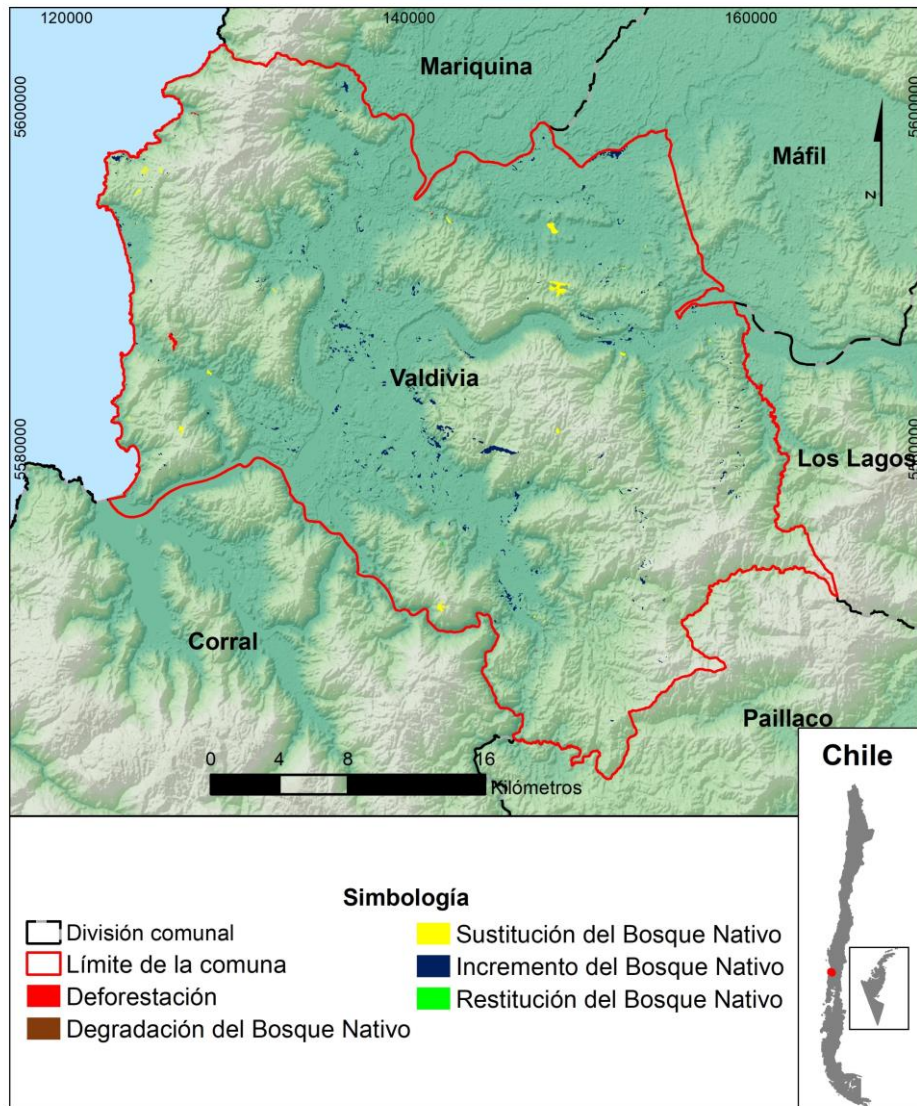 120000
140000
160000
5600000
5600000
Mariquina
Máfil
N
Valdivia
5580000
Los Lagos
Corral
Paillaco
0 4 8 16
Kilómetros
Chile
Simbología
División comunal
Límite de la comuna
Deforestación
Degradación del Bosque Nativo
Sustitución del Bosque Nativo
Incremento del Bosque Nativo
Restitución del Bosque Nativo